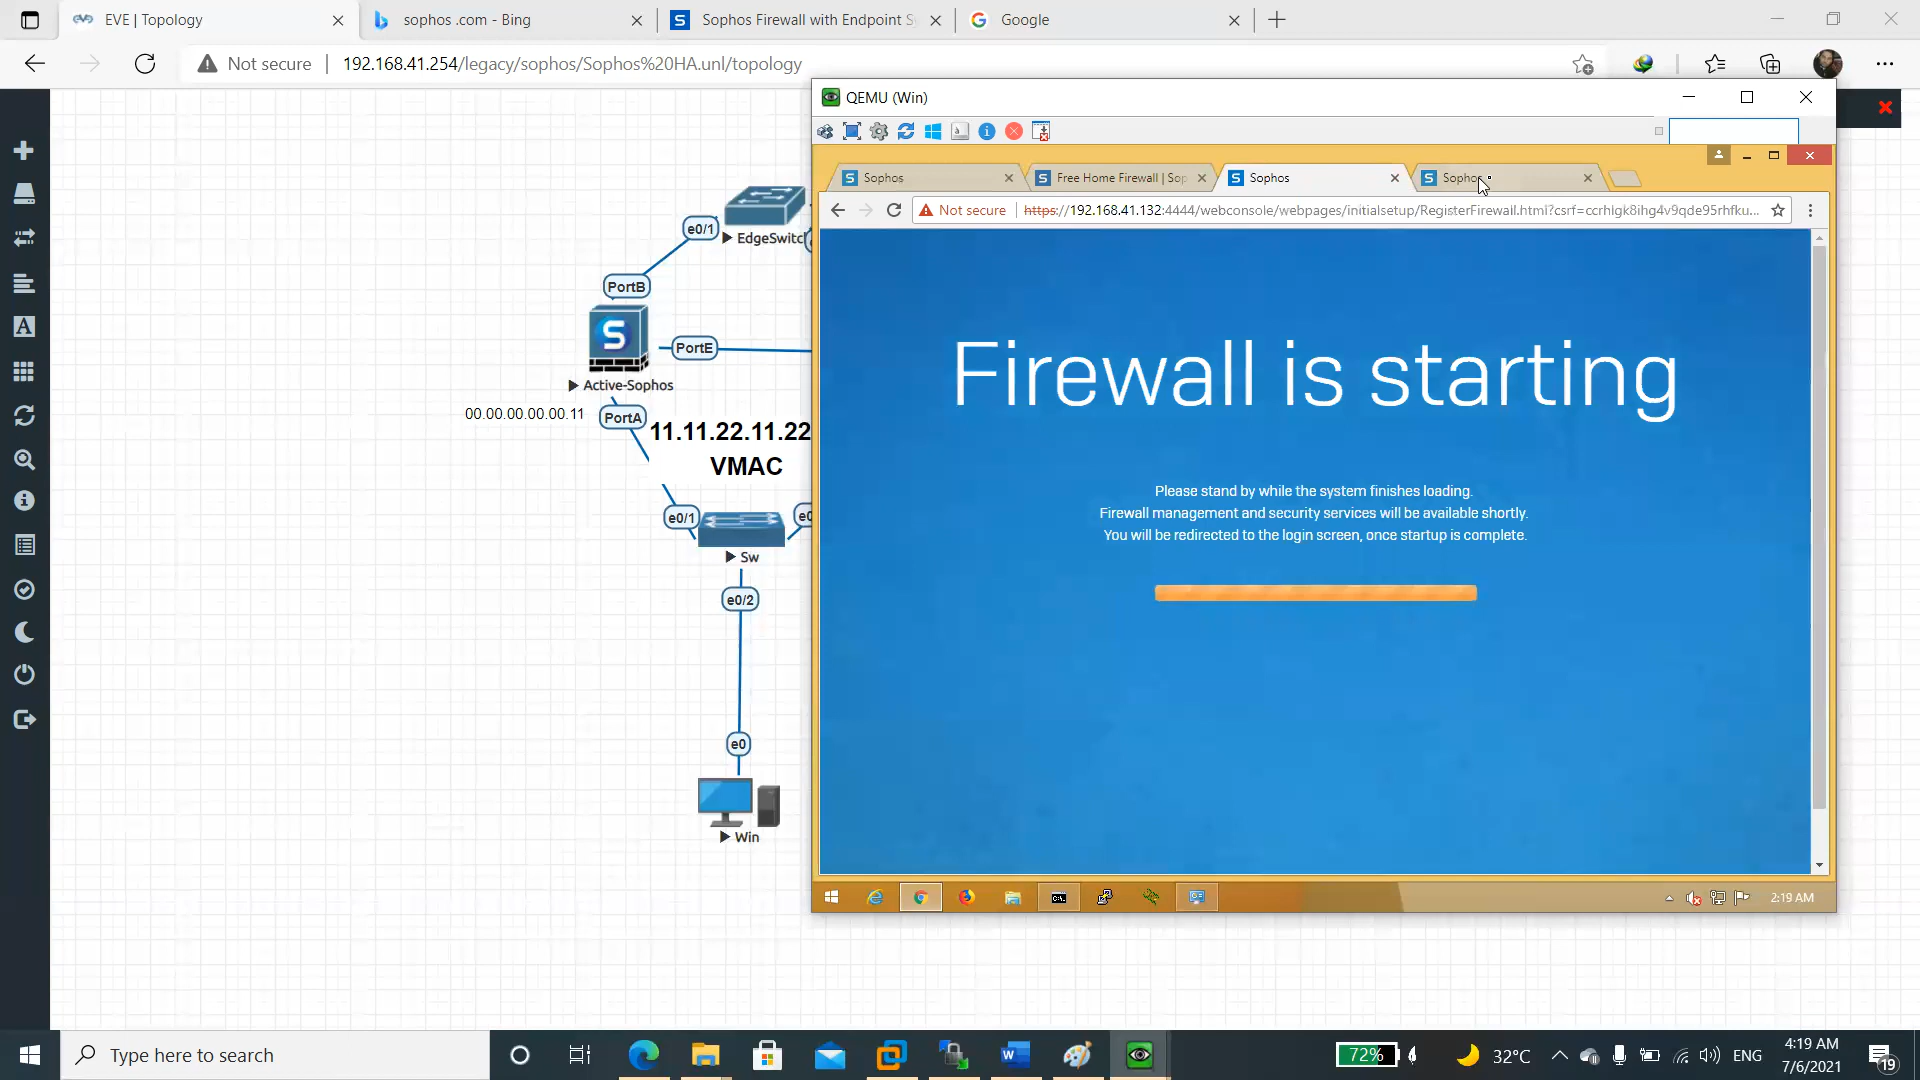 EVE | Topology
sophos .com - Bing
Sophos Firewall with Endpoint S
Google
Not secure
192.168.41.254/legacy/sophos/Sophos%20HA.unl/topology
QEMU (Win)
Sophos
Free Home Firewall | Sop
Sophos
Sophos
Not secure
https://192.168.41.132:4444/webconsole/webpages/initialsetup/RegisterFirewall.html?csrf=ccrhlgk8ihg4v9qde95rhfku...
Firewall is starting
Please stand by while the system finishes loading.
Firewall management and security services will be available shortly.
You will be redirected to the login screen, once startup is complete.
e0/1
EdgeSwitc
PortB
PortE
Active-Sophos
00.00.00.00.00.11
PortA
11.11.22.11.22
VMAC
e0/1
e0
Sw
e0/2
e0
Win
2:19 AM
Type here to search
72%
32°C
ENG
4:19 AM
7/6/2021
19